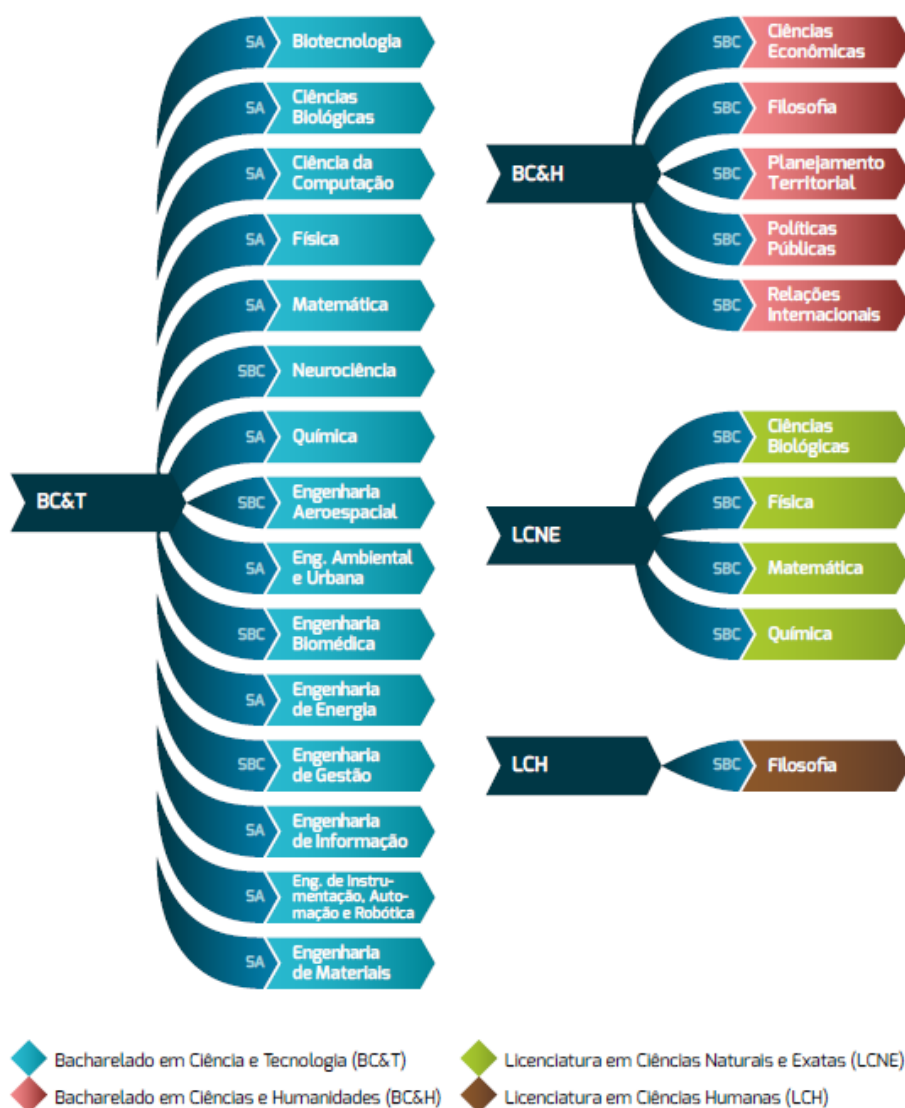 BC&T
SA
Biotecnologia
SA
Ciências
Biológicas
SA
Ciência da
Computação
SA
Física
SA
Matemática
SBC
Neurociência
SA
Química
SBC
Engenharia
Aeroespacial
SA
Eng. Ambiental
e Urbana
SBC
Engenharia
Biomédica
SA
Engenharia
de Energia
SBC
Engenharia
de Gestão
SA
Engenharia
de Informação
SA
Eng. de Instru-
mentação, Auto-
mação e Robótica
SA
Engenharia
de Materiais
BC&H
SBC
Ciências
Econômicas
SBC
Filosofia
SBC
Planejamento
Territorial
SBC
Políticas
Públicas
SBC
Relações
Internacionais
LCNE
SBC
Ciências
Biológicas
SBC
Física
SBC
Matemática
SBC
Química
LCH
SBC
Filosofia
Bacharelado em Ciência e Tecnologia (BC&T)
Bacharelado em Ciências e Humanidades (BC&H)
Licenciatura em Ciências Naturais e Exatas (LCNE)
Licenciatura em Ciências Humanas (LCH)